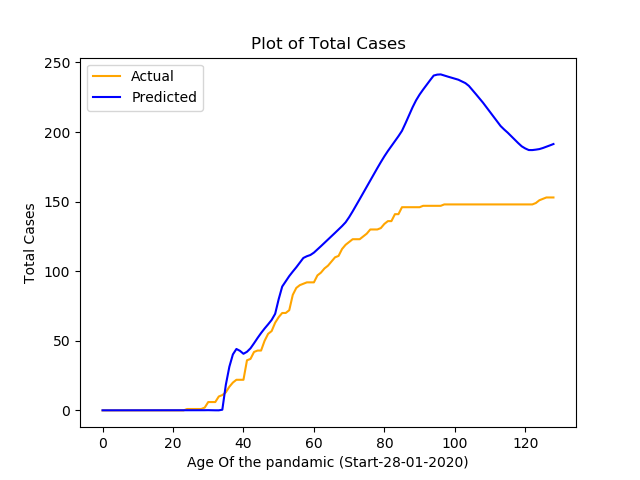 Plot of Total Cases
Actual
Predicted
250
200
150
100
50
0
Total Cases
0 20 40 60 80 100 120
Age Of the pandamic (Start-28-01-2020)